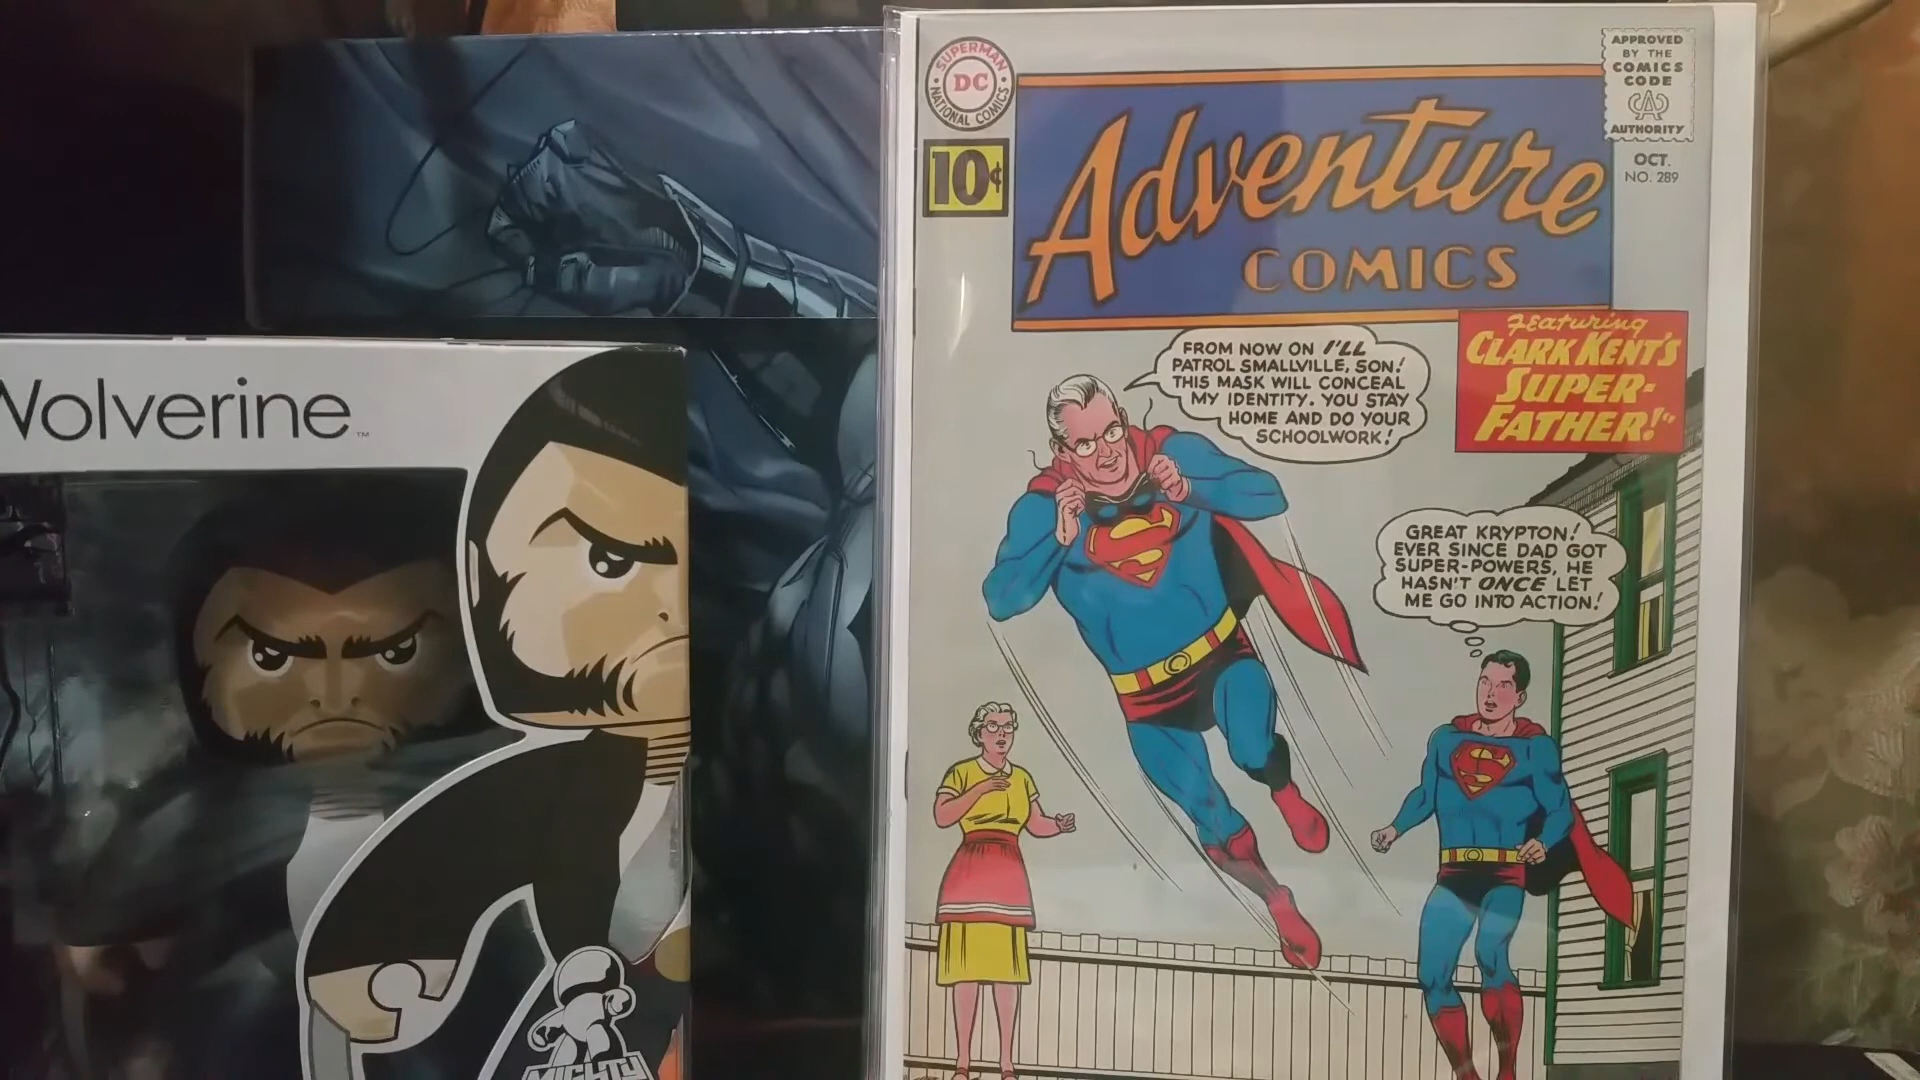 SUPERMAN
DC
NATIONAL COMICS
10¢
Adventure
COMICS
APPROVED
BY THE
COMICS
CODE
CA
AUTHORITY
OCT.
NO. 289
Featuring
CLARK KENT'S
SUPER-
FATHER!"
FROM NOW ON I'LL
PATROL SMALLVILLE, SON!
THIS MASK WILL CONCEAL
MY IDENTITY. YOU STAY
HOME AND DO YOUR
SCHOOLWORK!
GREAT KRYPTON!
EVER SINCE DAD GOT
SUPER-POWERS, HE
HASN'T ONCE LET
ME GO INTO ACTION!
S
S
Wolverine™
MIGHTY